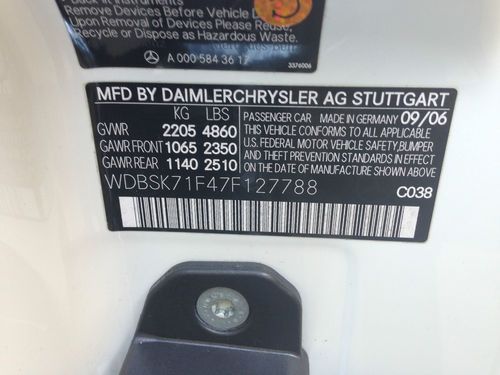 Remove Devices Before Vehicle
Upon Removal of Devices Please Reuse,
Recycle or Dispose as Hazardous Waste.
A 000 584 36 17
3376006
MFD BY DAIMLERCHRYSLER AG STUTTGART
KG LBS
PASSENGER CAR MADE IN GERMANY 09/06
GVWR 2205 4860
THIS VEHICLE CONFORMS TO ALL APPLICABLE
GAWR FRONT 1065 2350
U.S. FEDERAL MOTOR VEHICLE SAFETY,BUMPER
AND THEFT PREVENTION STANDARDS IN EFFECT ON
GAWR REAR 1140 2510
THE DATE OF MANUFACTURE SHOWN ABOVE
WDBSK71F47F127788
C038